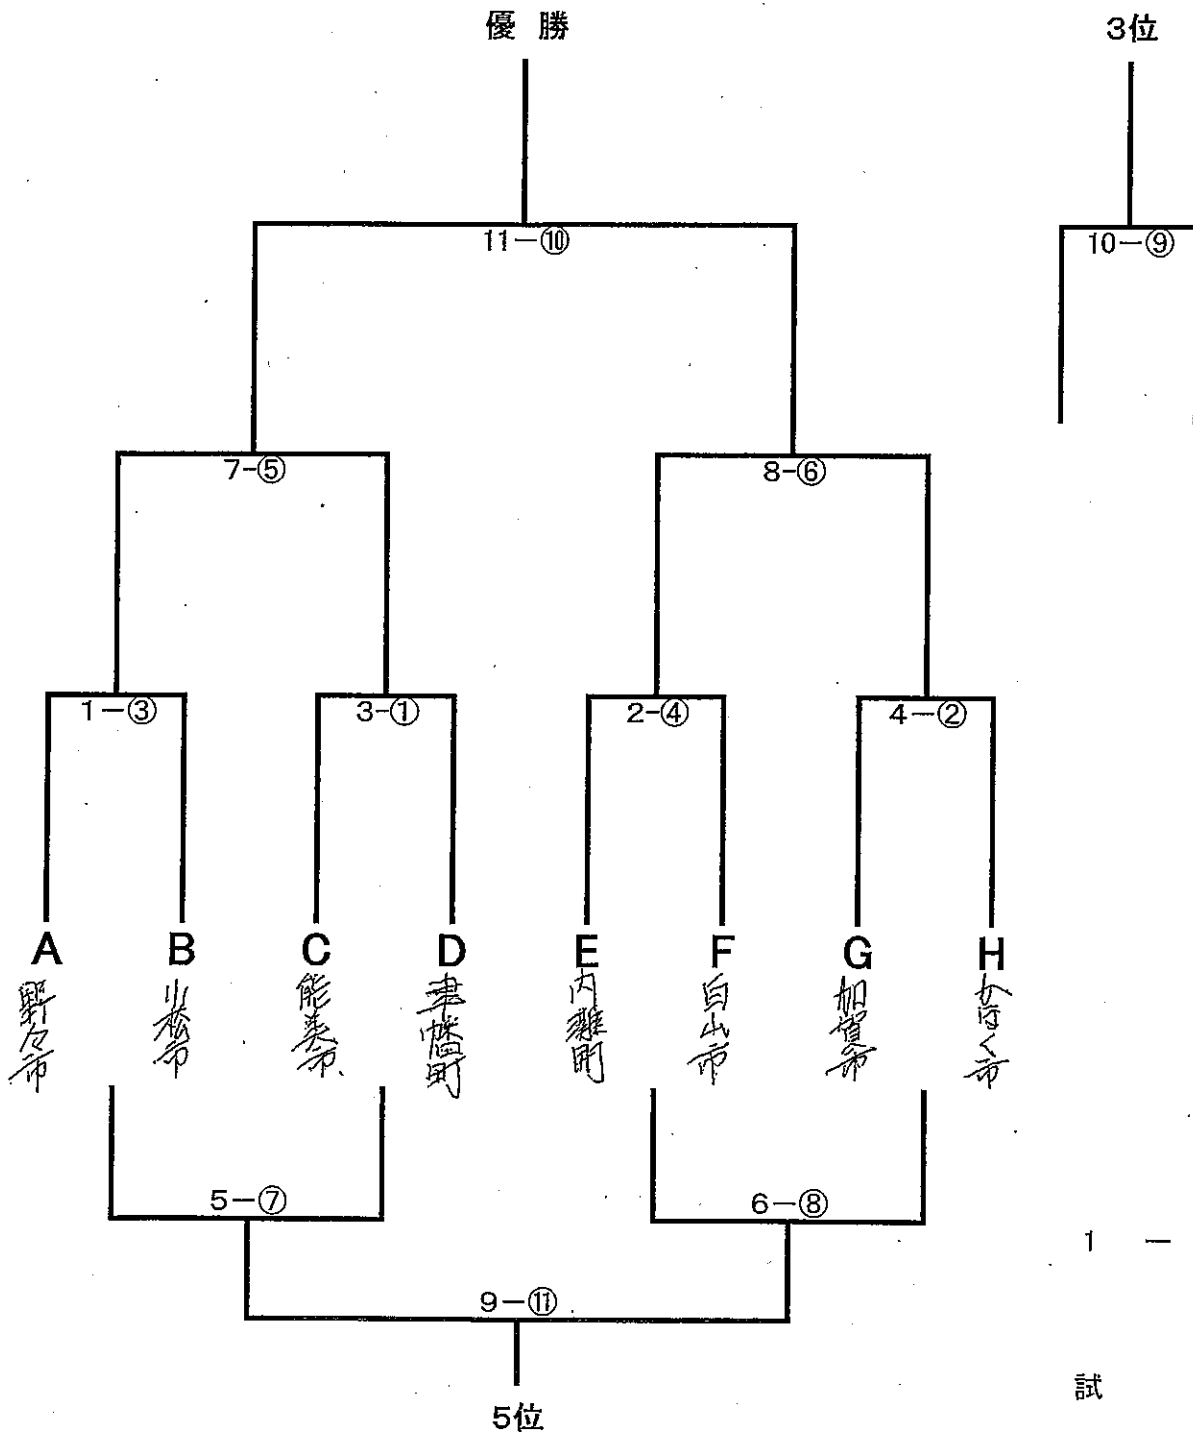 優 勝
3位
11－⑩
10－⑨
7-⑤
8-⑥
1－③
3-①
2-④
4－②
A
B
C
D
E
F
G
H
野々市
小松市
能美市
津幡町
内灘町
白山市
加賀市
かほく市
5－⑦
6－⑧
1 －
9－⑪
試
5位